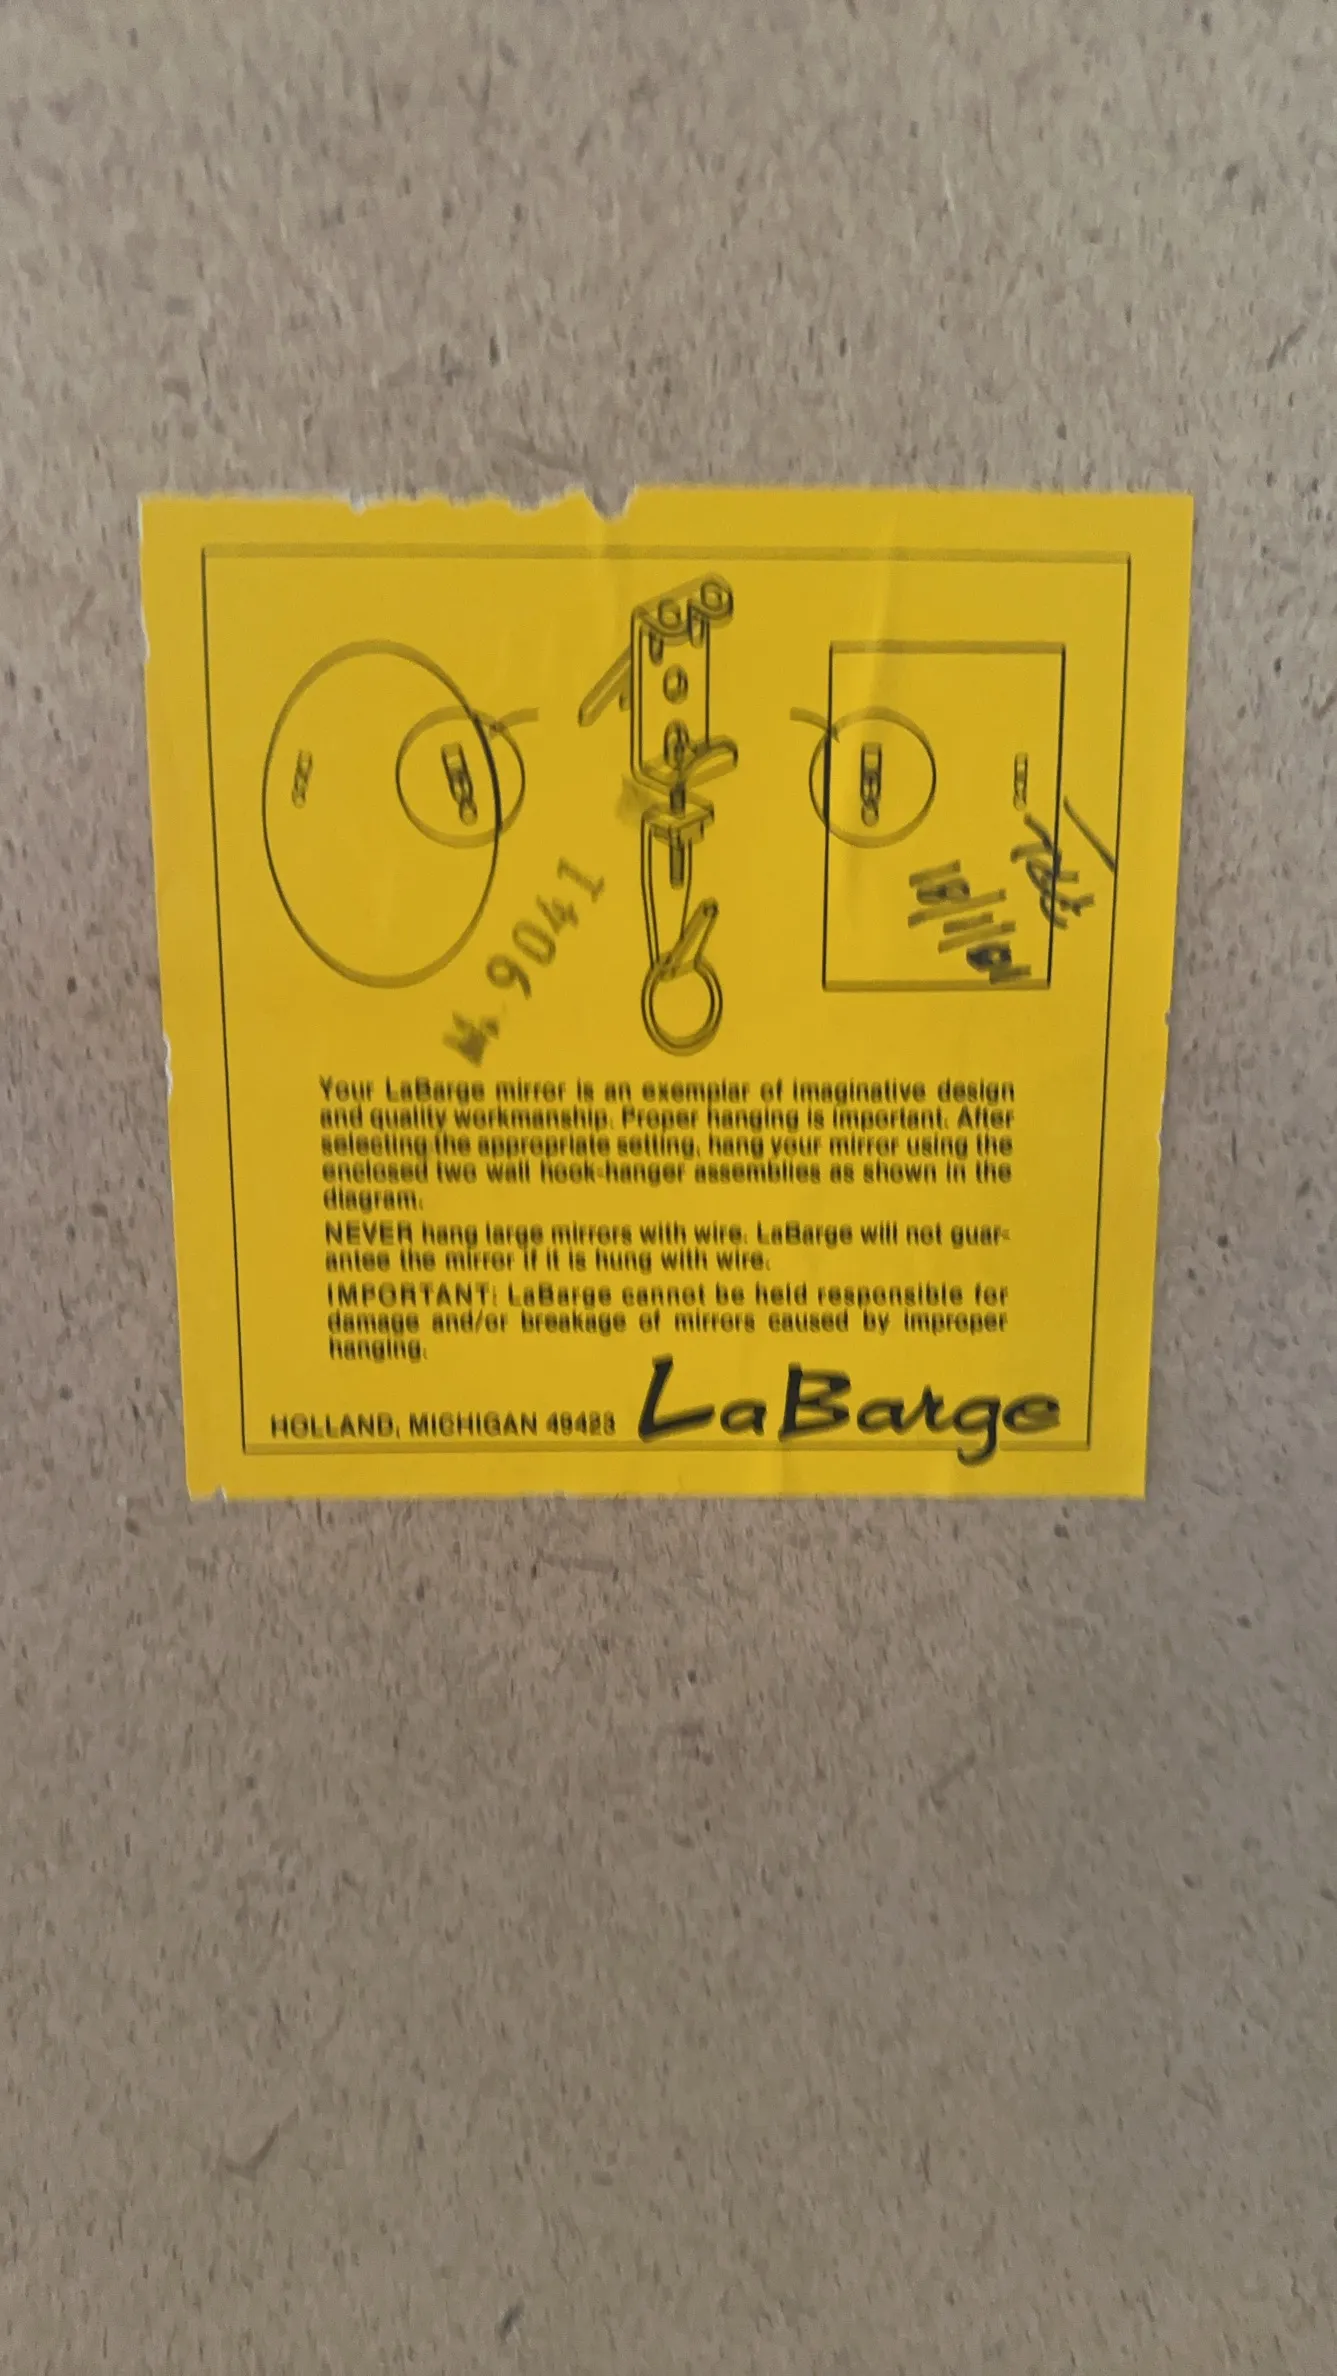 9041
Your LaBarge mirror is an exemplar of imaginative design
and quality workmanship. Proper hanging is important. After
selecting the appropriate setting, hang your mirror using the
enclosed two wall hook-hanger assemblies as shown in the
diagram.
NEVER hang large mirrors with wire. LaBarge will not guar-
antee the mirror if it is hung with wire.
IMPORTANT: LaBarge cannot be held responsible for
damage and/or breakage of mirrors caused by improper
hanging.
HOLLAND, MICHIGAN 49423 LaBarge